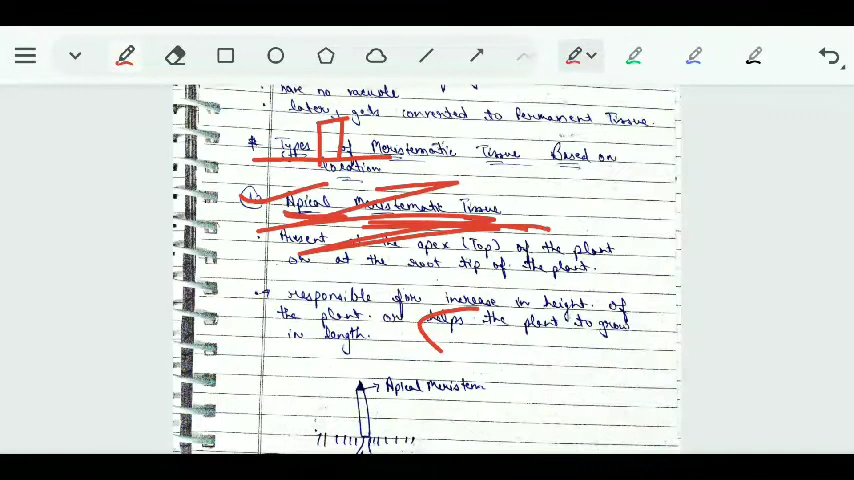 have no vacuole
• later, gets converted to Permanent Tissue.
* Types of Meristematic Tissue Based on
location
① Apical Meristematic Tissue
• Present at the apex (Top) of the plant
or at the root tip of the plant.
→ responsible for increase in height of
the plant. or helps the plant to grow
in length.
→ Apical Meristem